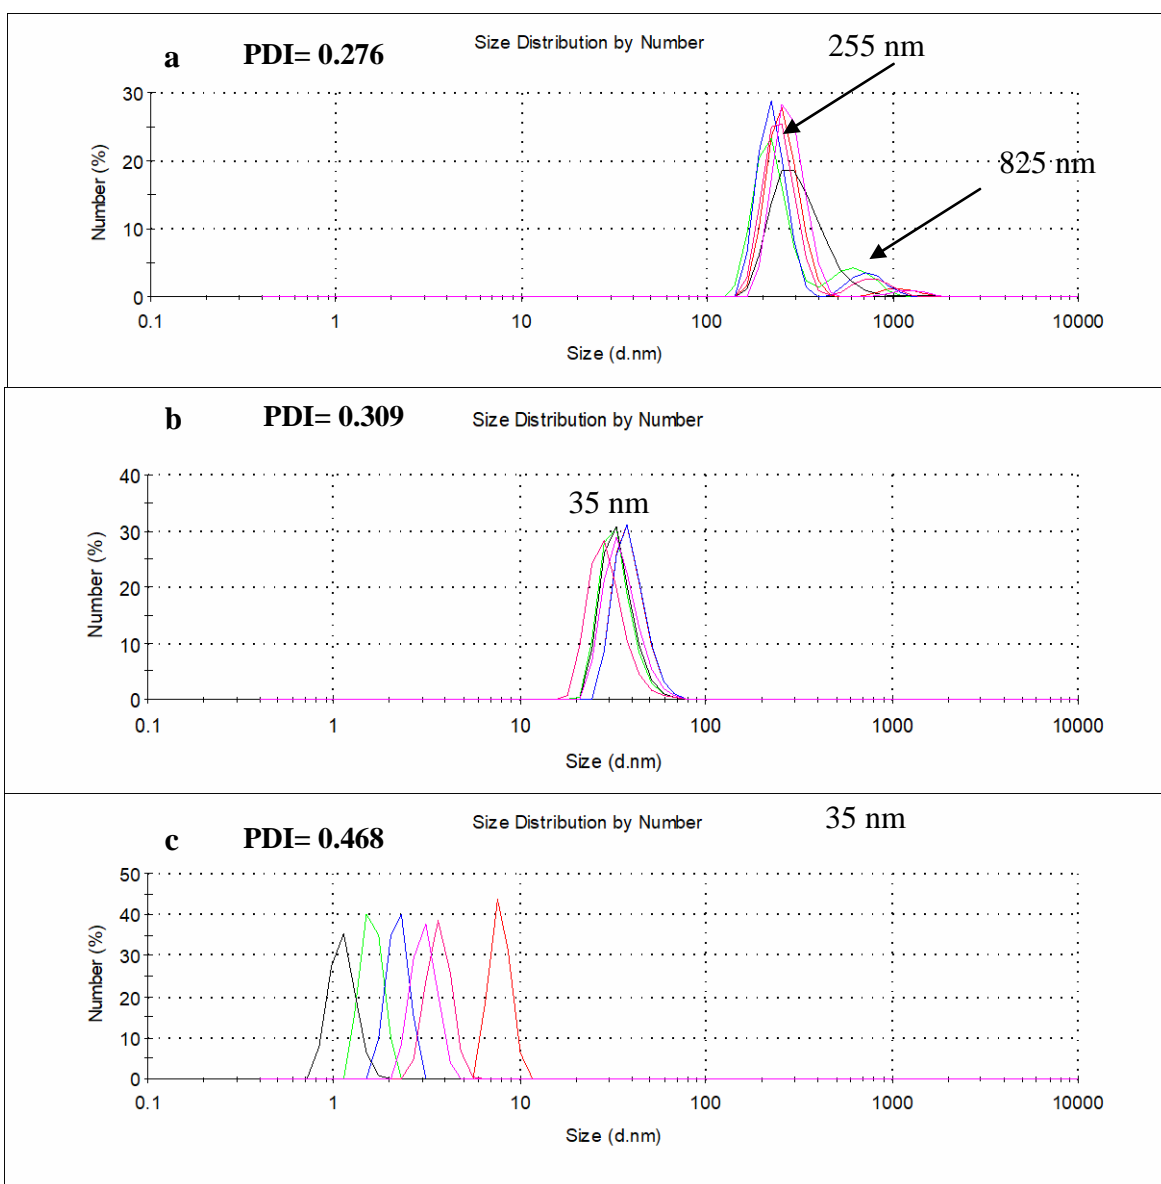 a PDI= 0.276 Size Distribution by Number 255 nm
825 nm
Number (%)
30
20
10
0
0.1 1 10 100 1000 10000
Size (d.nm)
b PDI= 0.309 Size Distribution by Number
35 nm
Number (%)
40
30
20
10
0
0.1 1 10 100 1000 10000
Size (d.nm)
c PDI= 0.468 Size Distribution by Number 35 nm
Number (%)
50
40
30
20
10
0
0.1 1 10 100 1000 10000
Size (d.nm)